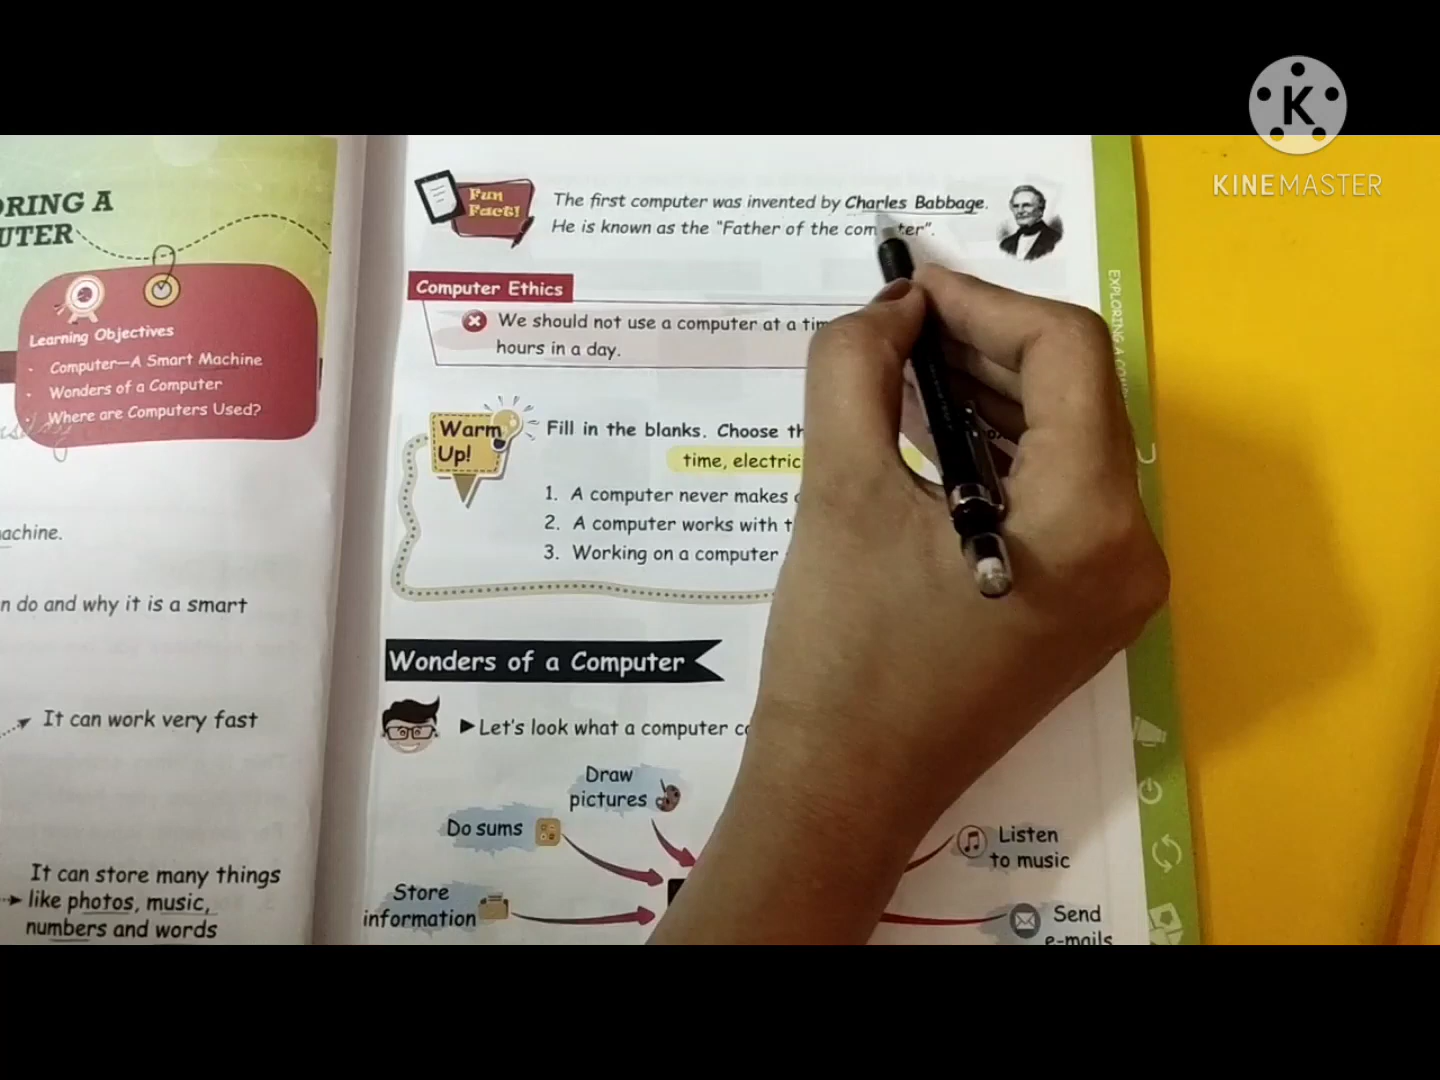 KINEMASTER
ORING A
UTER
Learning Objectives
Computer—A Smart Machine
Wonders of a Computer
Where are Computers Used?
achine.
n do and why it is a smart
It can work very fast
It can store many things
like photos, music,
numbers and words
Fun
Fact!
The first computer was invented by Charles Babbage.
He is known as the "Father of the com ter".
Computer Ethics
We should not use a computer at a tim
hours in a day.
Warm
Up!
Fill in the blanks. Choose th
time, electric
1. A computer never makes
2. A computer works with t
3. Working on a computer
Wonders of a Computer
Let's look what a computer c
Draw
pictures
Do sums
Store
information
Listen
to music
Send
e-mails
EXPLORING A COMP